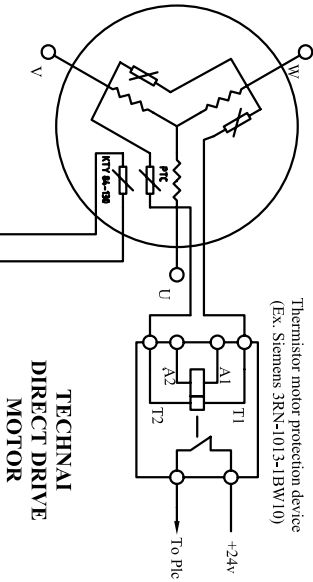 V
W
PTC
KTY 84-130
U
Thermistor motor protection device
(Ex. Siemens 3RN-1013-1BW10)
A2
A1
T2
T1
+24v
To Plc
TECHNAI
DIRECT DRIVE
MOTOR